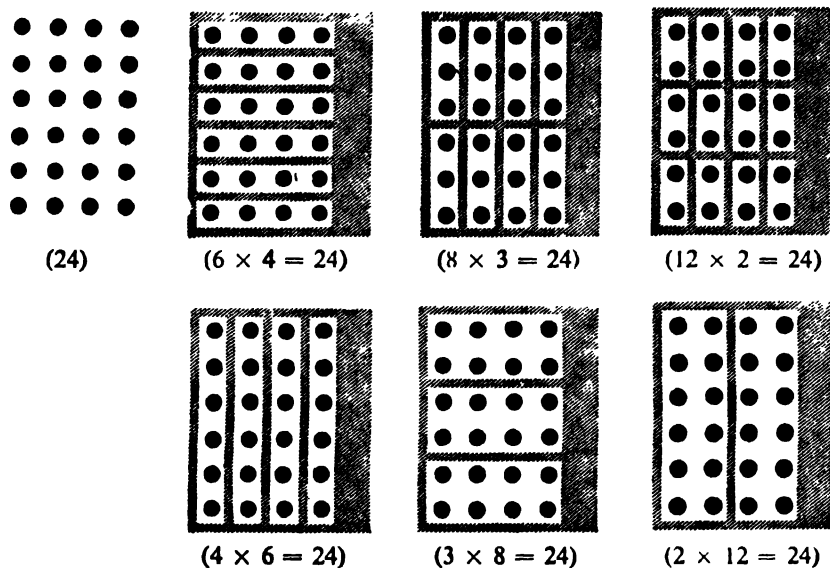 (24)
(6 × 4 = 24)
(8 × 3 = 24)
(12 × 2 = 24)
(4 × 6 = 24)
(3 × 8 = 24)
(2 × 12 = 24)